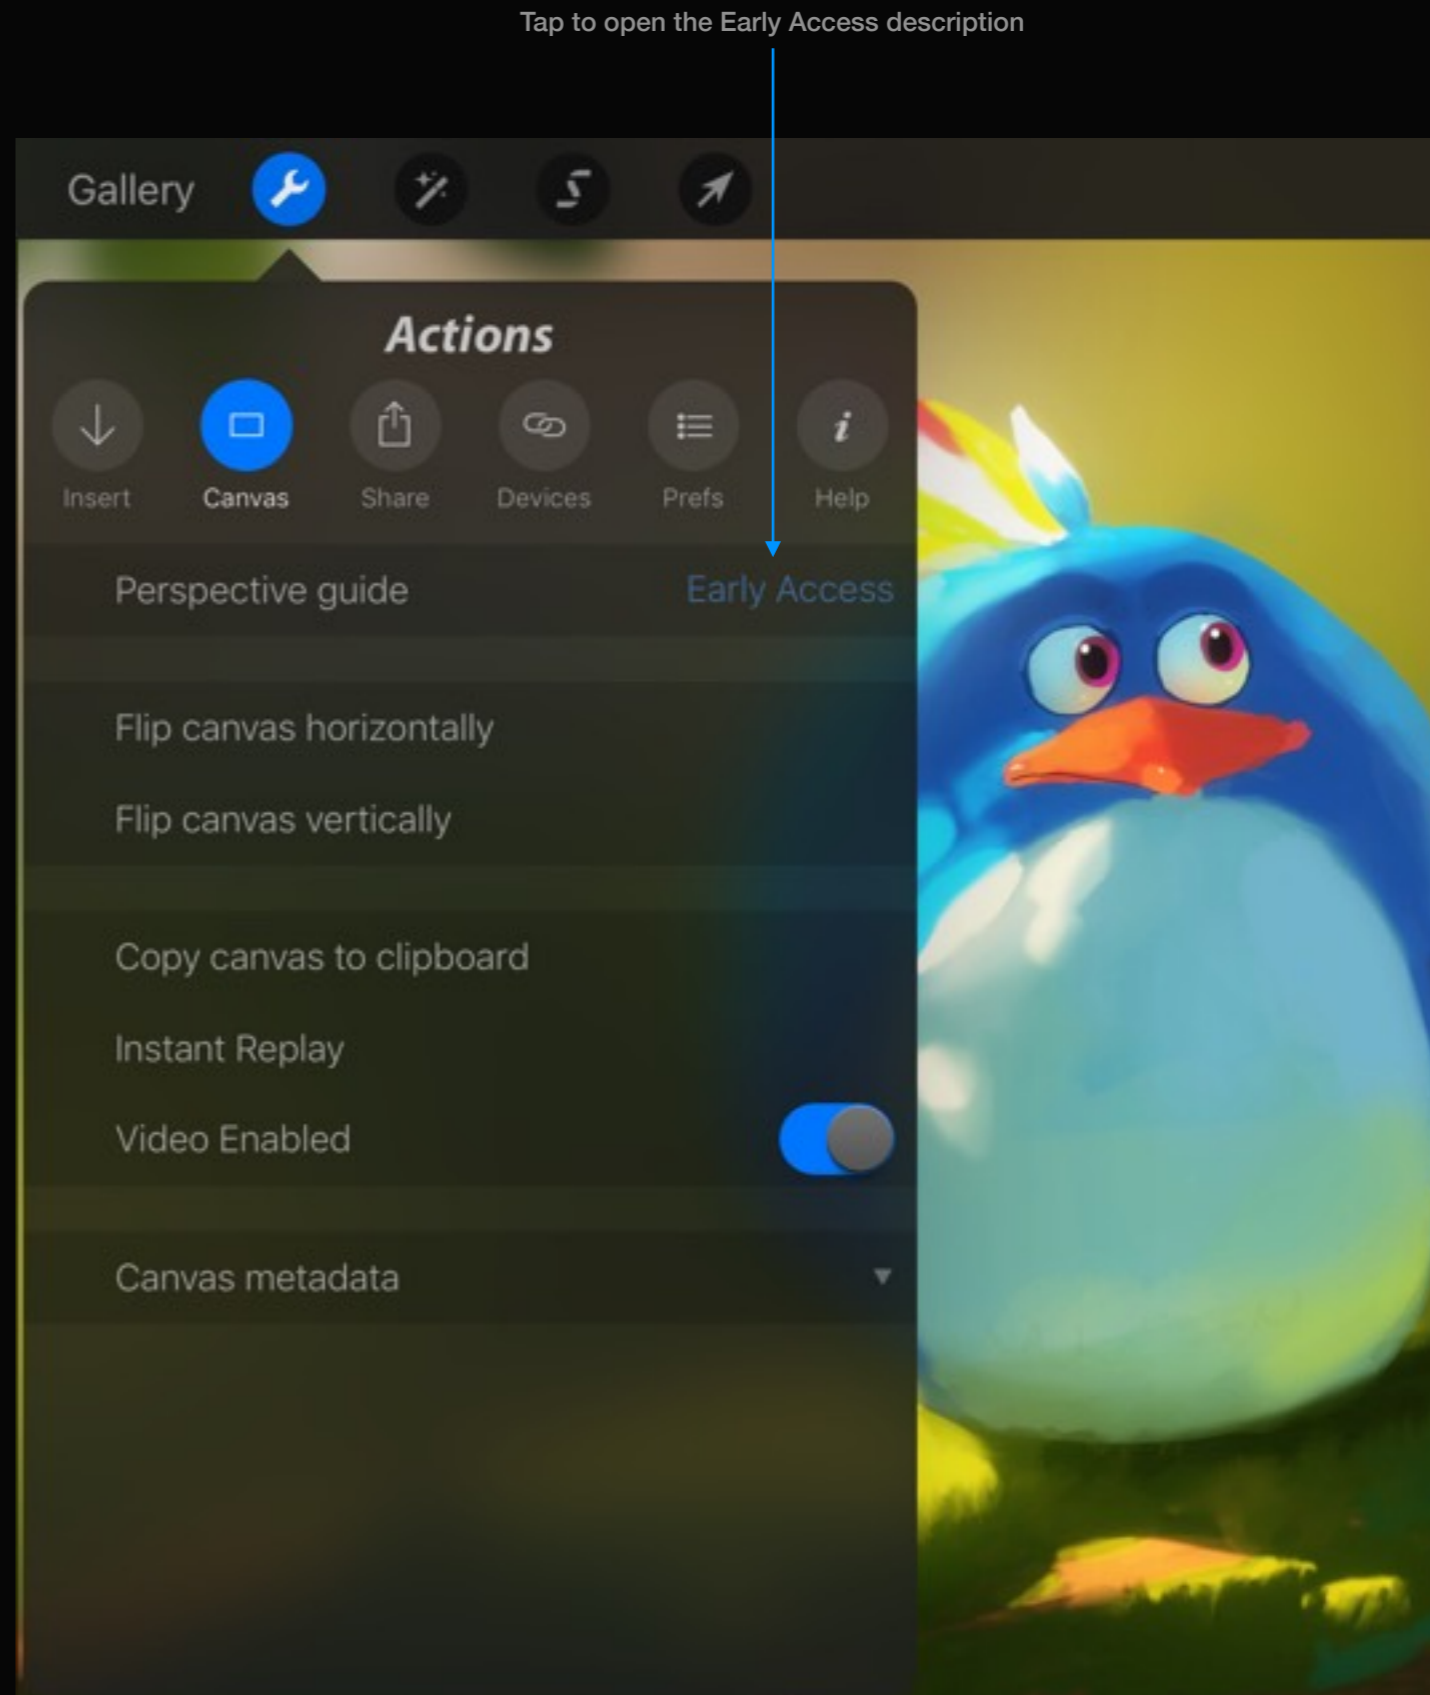 Tap to open the Early Access description
Gallery
Actions
Insert
Canvas
Share
Devices
Prefs
Help
Perspective guide
Early Access
Flip canvas horizontally
Flip canvas vertically
Copy canvas to clipboard
Instant Replay
Video Enabled
Canvas metadata